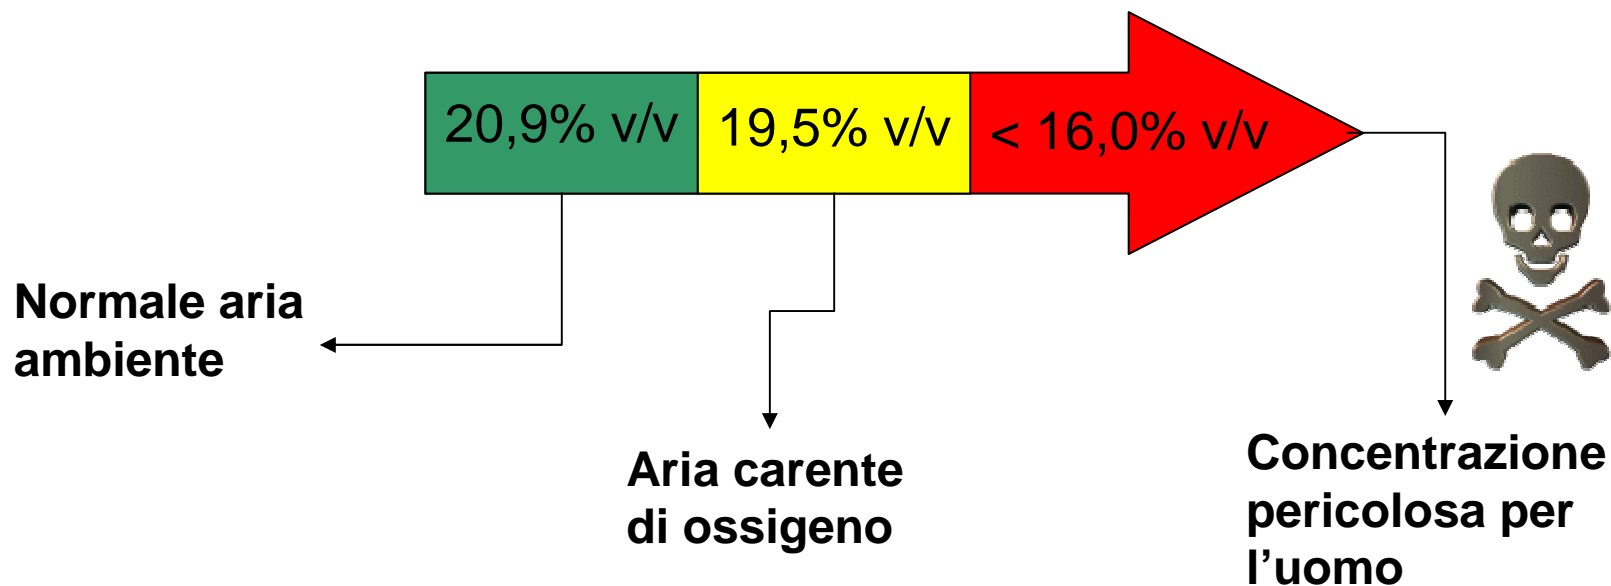 20,9% v/v
19,5% v/v
< 16,0% v/v
Normale aria
ambiente
Aria carente
di ossigeno
Concentrazione
pericolosa per
l’uomo